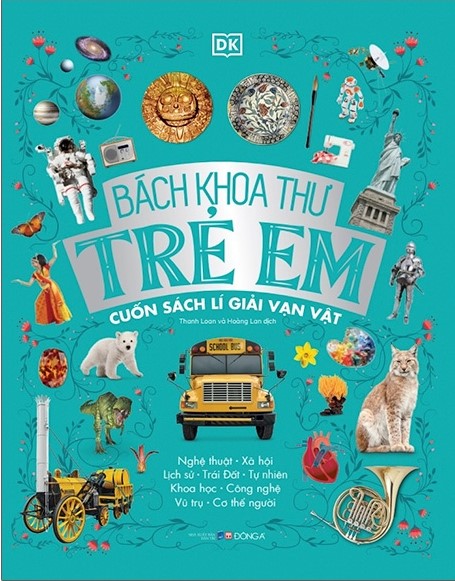 DK
BÁCH KHOA THƯ
TRẺ EM
CUỐN SÁCH LÍ GIẢI VẠN VẬT
Thanh Loan và Hoàng Lan dịch
SCHOOL BUS
Nghệ thuật · Xã hội
Lịch sử · Trái Đất · Tự nhiên
Khoa học · Công nghệ
Vũ trụ · Cơ thể người
ĐÔNG A